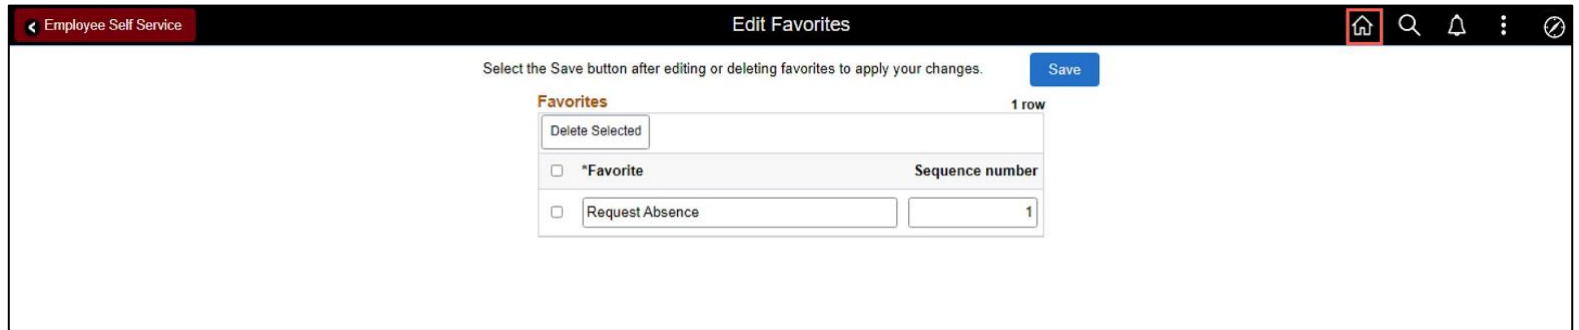 Employee Self Service
Edit Favorites
Select the Save button after editing or deleting favorites to apply your changes.
Save
Favorites
1 row
Delete Selected
*Favorite
Sequence number
Request Absence
1